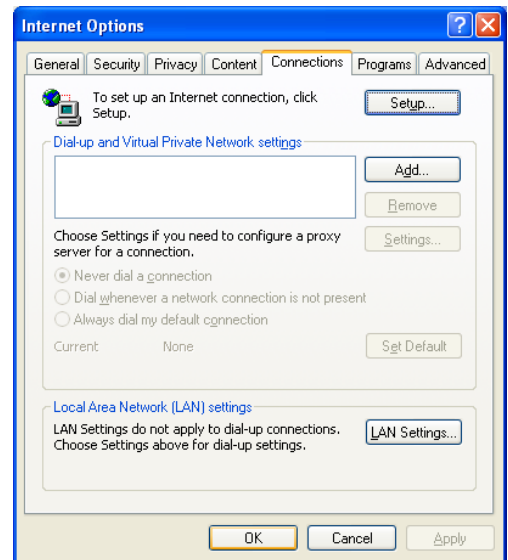 Internet Options
General Security Privacy Content Connections Programs Advanced
To set up an Internet connection, click
Setup.
Setup...
Dial-up and Virtual Private Network settings
Add...
Remove
Choose Settings if you need to configure a proxy
server for a connection.
Settings...
Never dial a connection
Dial whenever a network connection is not present
Always dial my default connection
Current None
Set Default
Local Area Network (LAN) settings
LAN Settings do not apply to dial-up connections.
Choose Settings above for dial-up settings.
LAN Settings...
OK Cancel Apply